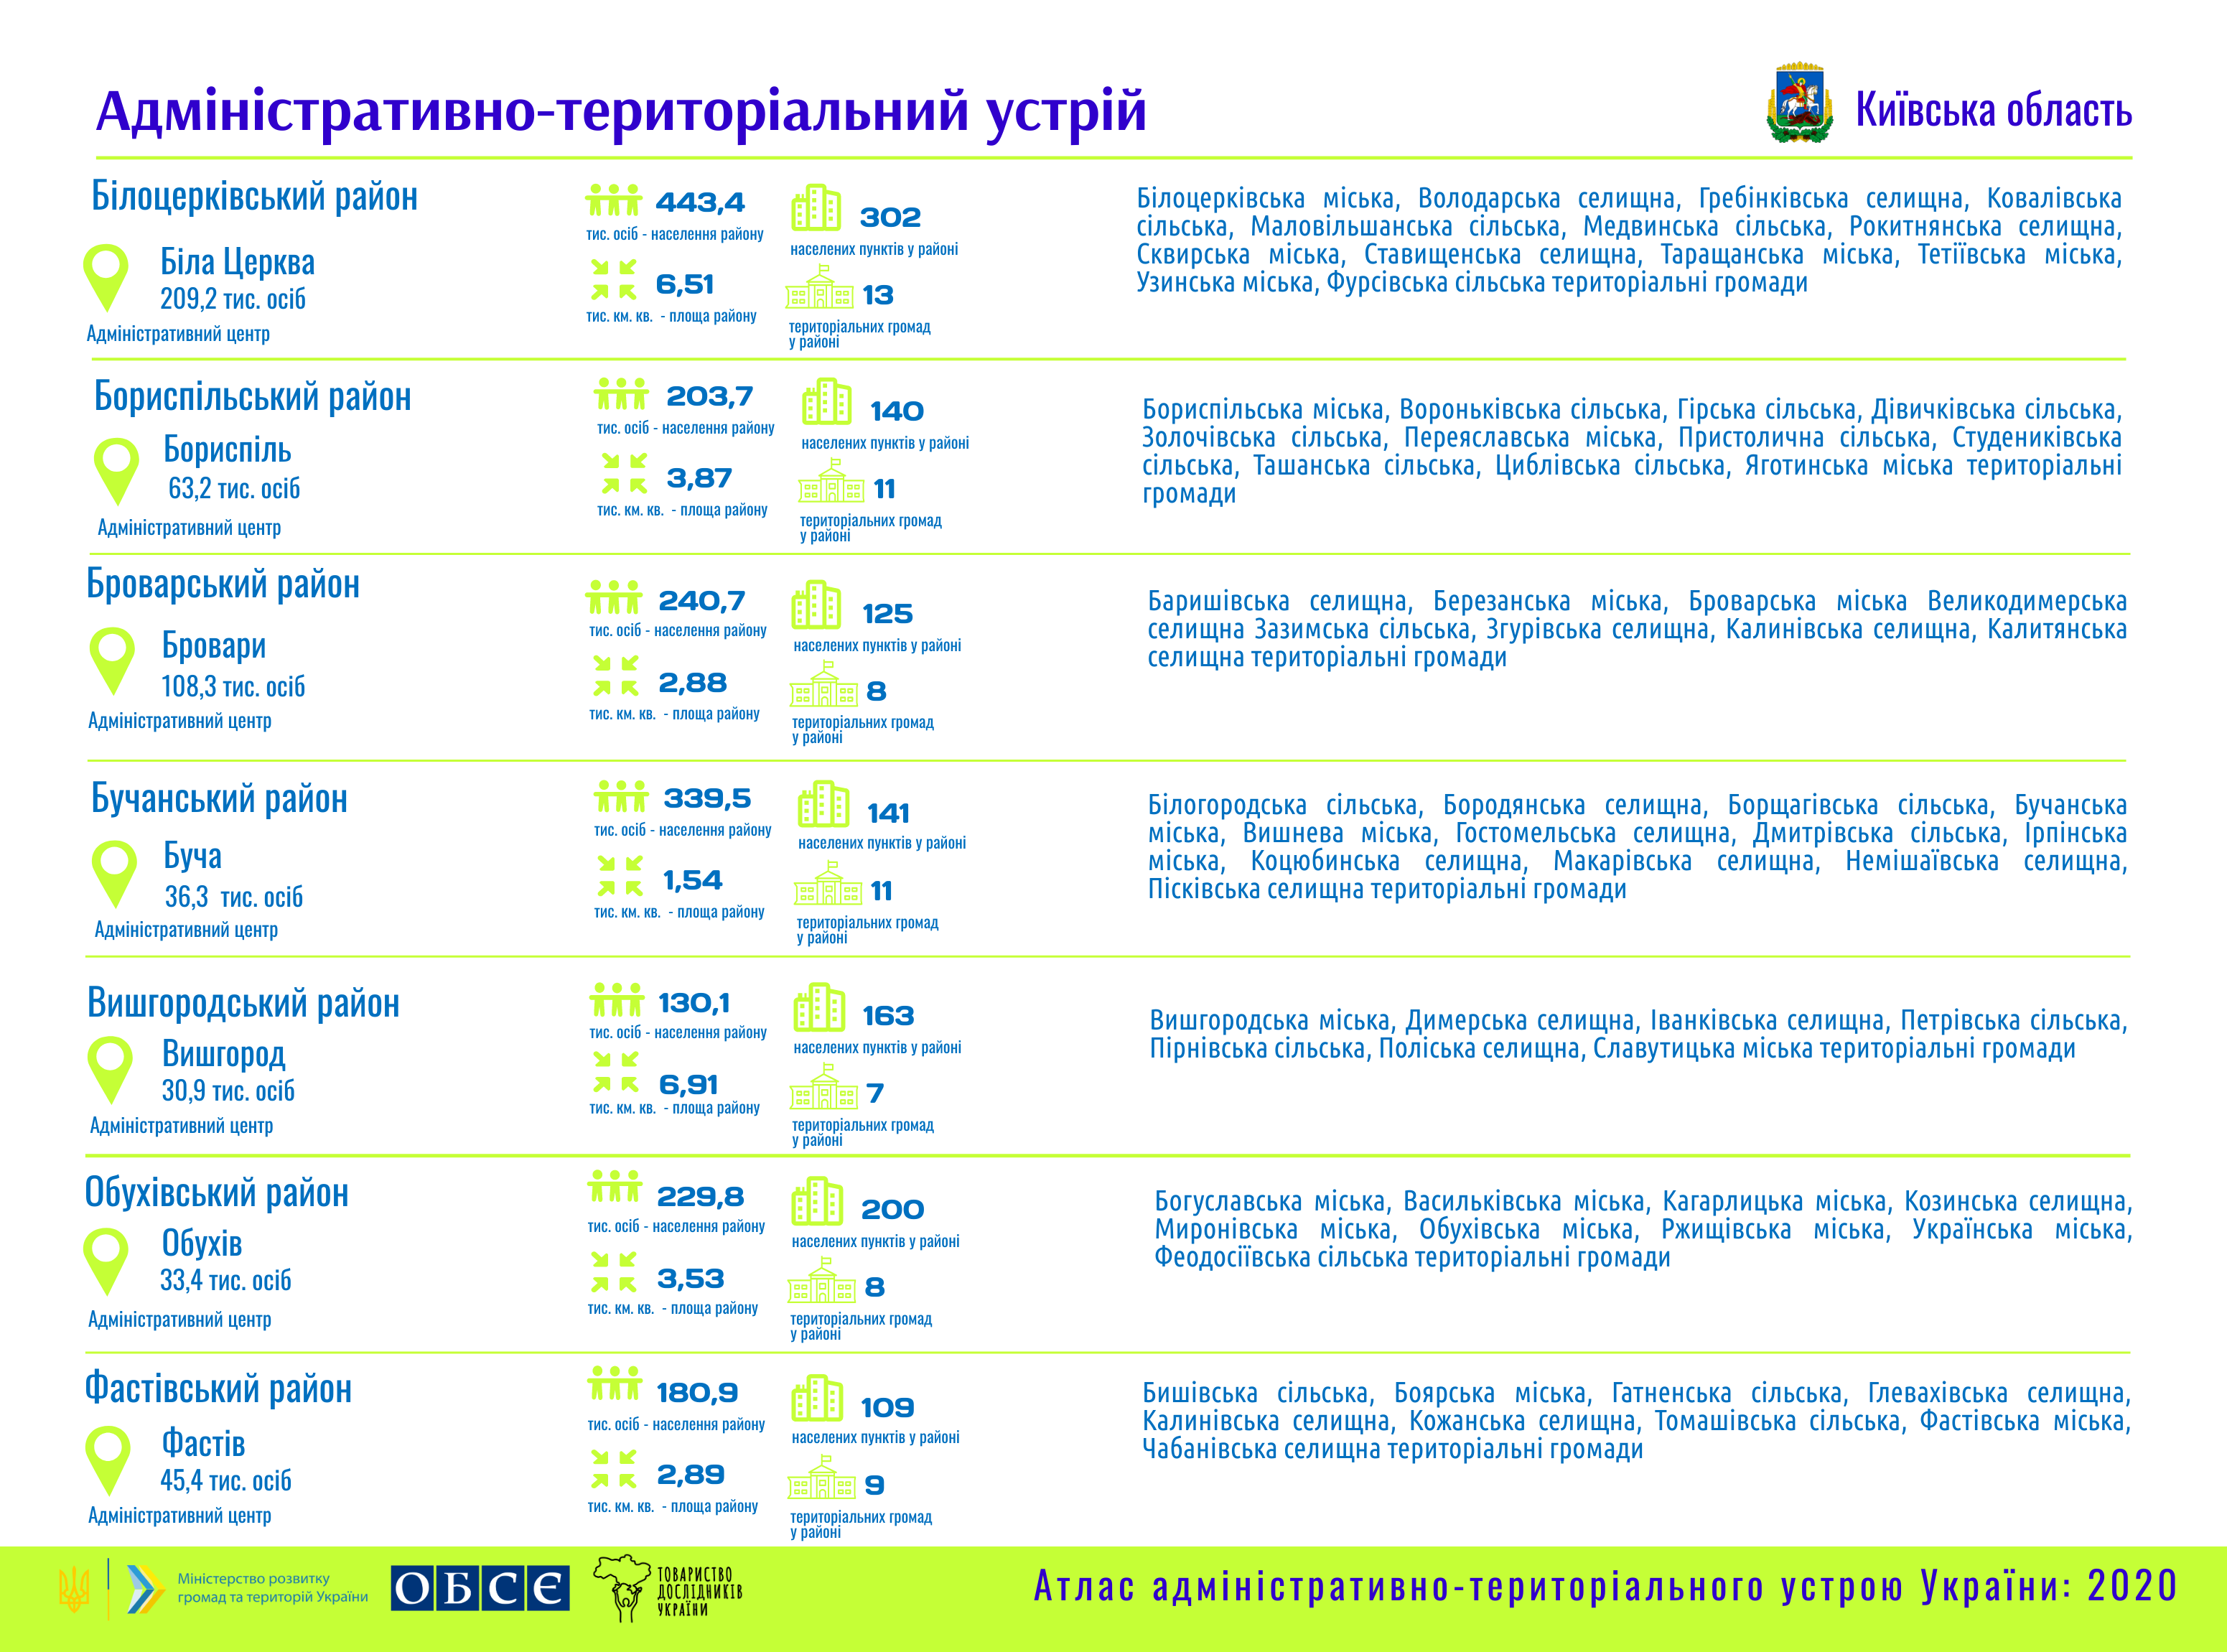 Адміністративно-територіальний устрій
Київська область
Білоцерківський район
Біла Церква
209,2 тис. осіб
Адміністративний центр
443,4
тис. осіб - населення району
6,51
тис. км. кв. - площа району
302
населених пунктів у районі
13
територіальних громад
у районі
Білоцерківська міська, Володарська селищна, Гребінківська селищна, Ковалівська
сільська, Маловільшанська сільська, Медвинська сільська, Рокитнянська селищна,
Сквирська міська, Ставищенська селищна, Таращанська міська, Тетіївська міська,
Узинська міська, Фурсівська сільська територіальні громади
Бориспільський район
Бориспіль
63,2 тис. осіб
Адміністративний центр
203,7
тис. осіб - населення району
3,87
тис. км. кв. - площа району
140
населених пунктів у районі
11
територіальних громад
у районі
Бориспільська міська, Вороньківська сільська, Гірська сільська, Дівичківська сільська,
Золочівська сільська, Переяславська міська, Пристолична сільська, Студениківська
сільська, Ташанська сільська, Циблівська сільська, Яготинська міська територіальні
громади
Броварський район
Бровари
108,3 тис. осіб
Адміністративний центр
240,7
тис. осіб - населення району
2,88
тис. км. кв. - площа району
125
населених пунктів у районі
8
територіальних громад
у районі
Баришівська селищна, Березанська міська, Броварська міська Великодимерська
селищна Зазимська сільська, Згурівська селищна, Калинівська селищна, Калитянська
селищна територіальні громади
Бучанський район
Буча
36,3 тис. осіб
Адміністративний центр
339,5
тис. осіб - населення району
1,54
тис. км. кв. - площа району
141
населених пунктів у районі
11
територіальних громад
у районі
Білогородська сільська, Бородянська селищна, Борщагівська сільська, Бучанська
міська, Вишнева міська, Гостомельська селищна, Дмитрівська сільська, Ірпінська
міська, Коцюбинська селищна, Макарівська селищна, Немішаївська селищна,
Пісківська селищна територіальні громади
Вишгородський район
Вишгород
30,9 тис. осіб
Адміністративний центр
130,1
тис. осіб - населення району
6,91
тис. км. кв. - площа району
163
населених пунктів у районі
7
територіальних громад
у районі
Вишгородська міська, Димерська селищна, Іванківська селищна, Петрівська сільська,
Пірнівська сільська, Поліська селищна, Славутицька міська територіальні громади
Обухівський район
Обухів
33,4 тис. осіб
Адміністративний центр
229,8
тис. осіб - населення району
3,53
тис. км. кв. - площа району
200
населених пунктів у районі
8
територіальних громад
у районі
Богуславська міська, Васильківська міська, Кагарлицька міська, Козинська селищна,
Миронівська міська, Обухівська міська, Ржищівська міська, Українська міська,
Феодосіївська сільська територіальні громади
Фастівський район
Фастів
45,4 тис. осіб
Адміністративний центр
180,9
тис. осіб - населення району
2,89
тис. км. кв. - площа району
109
населених пунктів у районі
9
територіальних громад
у районі
Бишівська сільська, Боярська міська, Гатненська сільська, Глевахівська селищна,
Калинівська селищна, Кожанська селищна, Томашівська сільська, Фастівська міська,
Чабанівська селищна територіальні громади
Міністерство розвитку
громад та територій України
ОБСЄ
ТОВАРИСТВО
ДОСЛІДНИКІВ
УКРАЇНИ
Атлас адміністративно-територіального устрою України: 2020